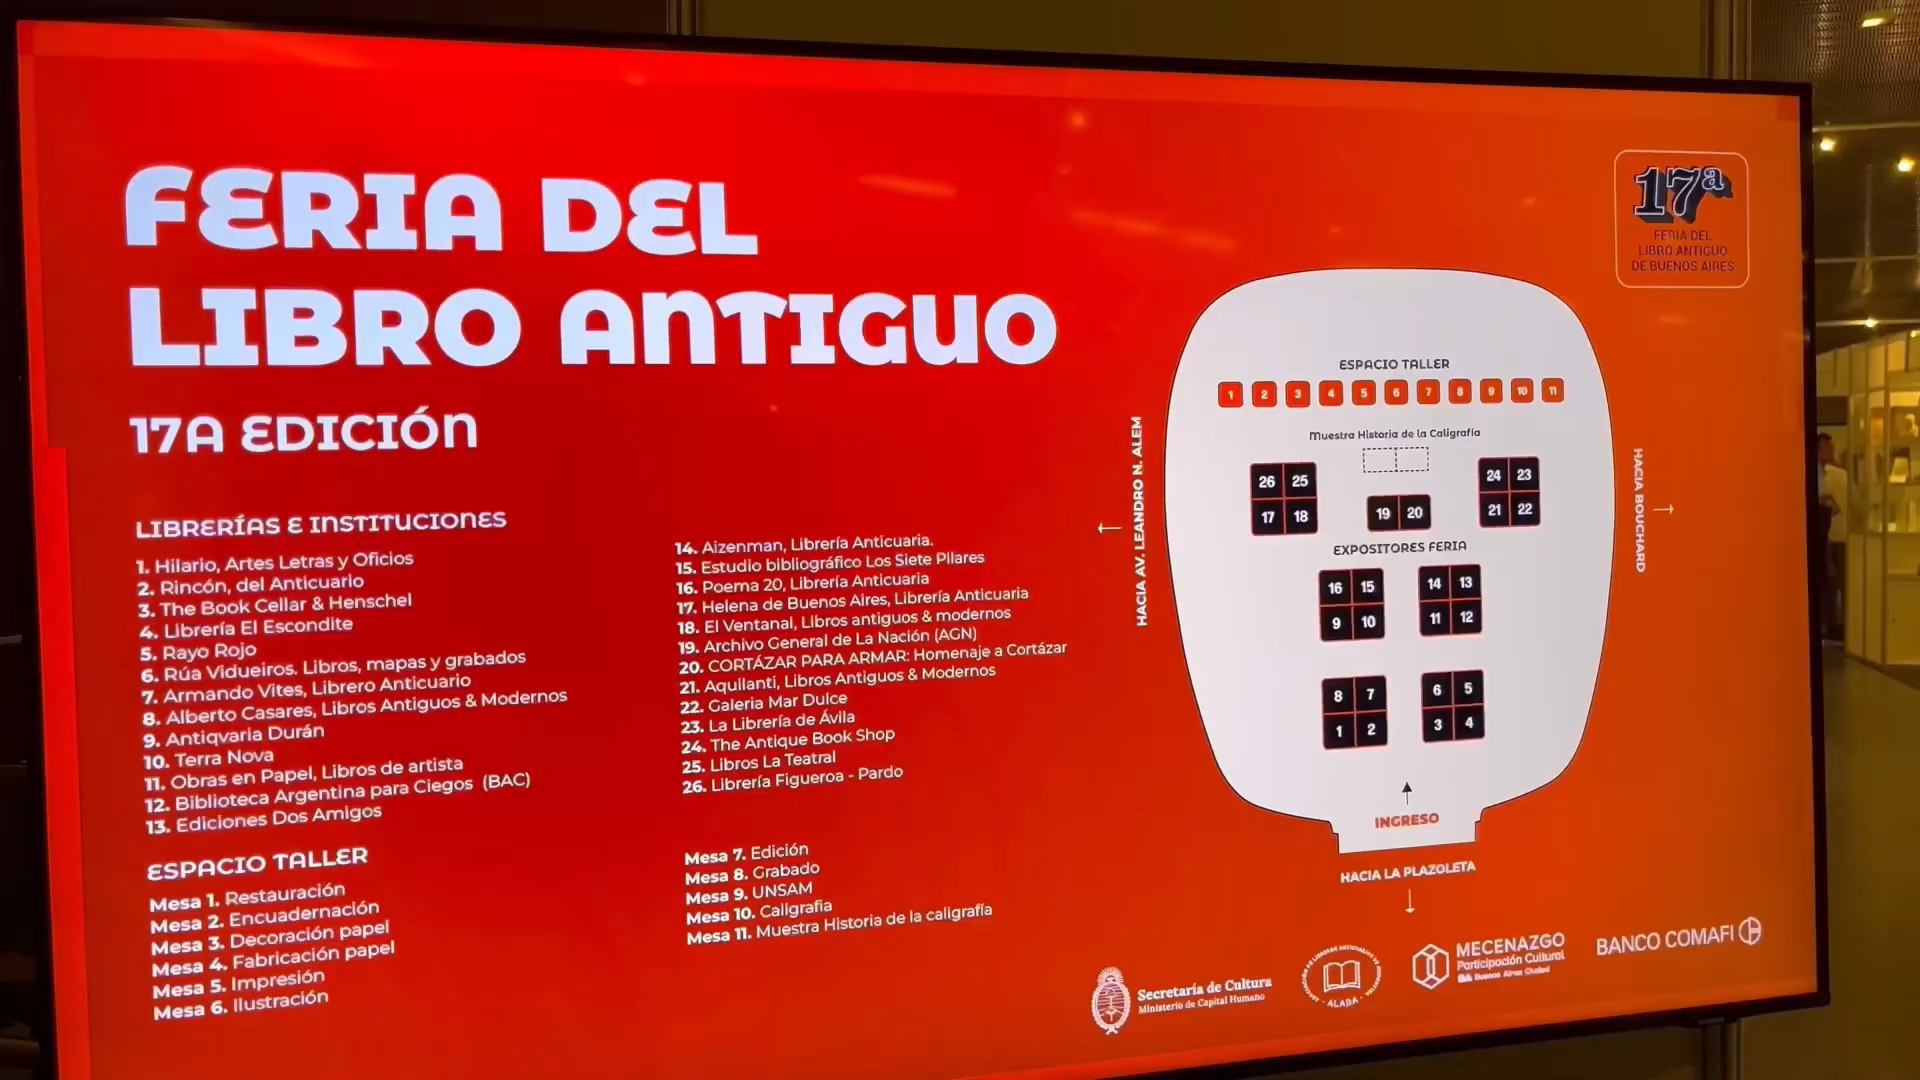 FERIA DEL
LIBRO ANTIGUO
17A EDICIÓN
LIBRERÍAS E INSTITUCIONES
1. Hilario, Artes Letras y Oficios
2. Rincón, del Anticuario
3. The Book Cellar & Henschel
4. Librería El Escondite
5. Rayo Rojo
6. Rúa Vidueiros. Libros, mapas y grabados
7. Armando Vites, Librero Anticuario
8. Alberto Casares, Libros Antiguos & Modernos
9. Antiqvaria Durán
10. Terra Nova
11. Obras en Papel, Libros de artista
12. Biblioteca Argentina para Ciegos (BAC)
13. Ediciones Dos Amigos
14. Aizenman, Librería Anticuaria.
15. Estudio bibliográfico Los Siete Pilares
16. Poema 20, Librería Anticuaria
17. Helena de Buenos Aires, Librería Anticuaria
18. El Ventanal, Libros antiguos & modernos
19. Archivo General de La Nación (AGN)
20. CORTÁZAR PARA ARMAR: Homenaje a Cortázar
21. Aquilanti, Libros Antiguos & Modernos
22. Galeria Mar Dulce
23. La Librería de Ávila
24. The Antique Book Shop
25. Libros La Teatral
26. Librería Figueroa - Pardo
ESPACIO TALLER
Mesa 1. Restauración
Mesa 2. Encuadernación
Mesa 3. Decoración papel
Mesa 4. Fabricación papel
Mesa 5. Impresión
Mesa 6. Ilustración
Mesa 7. Edición
Mesa 8. Grabado
Mesa 9. UNSAM
Mesa 10. Caligrafía
Mesa 11. Muestra Historia de la caligrafía
17a
FERIA DEL
LIBRO ANTIGUO
DE BUENOS AIRES
ESPACIO TALLER
1 2 3 4 5 6 7 8 9 10 11
Muestra Historia de la Caligrafía
26 25 24 23
17 18 19 20 21 22
EXPOSITORES FERIA
16 15 14 13
9 10 11 12
8 7 6 5
1 2 3 4
INGRESO
HACIA LA PLAZOLETA
HACIA AV. LEANDRO N. ALEM
HACIA BOUCHARD
Secretaría de Cultura
Ministerio de Capital Humano
ALADA
MECENAZGO
Participación Cultural
BA Buenos Aires Ciudad
BANCO COMAFI